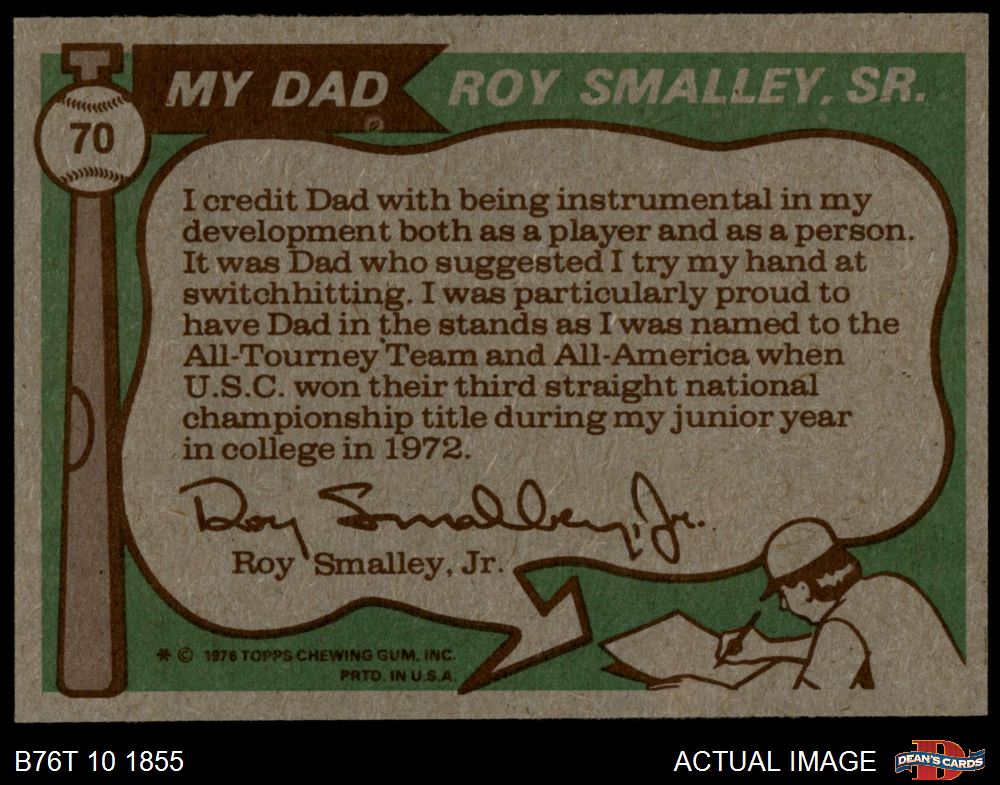 T
MY DAD ROY SMALLEY, SR.
70
I credit Dad with being instrumental in my
development both as a player and as a person.
It was Dad who suggested I try my hand at
switchhitting. I was particularly proud to
have Dad in the stands as I was named to the
All-Tourney Team and All-America when
U.S.C. won their third straight national
championship title during my junior year
in college in 1972.
Roy Smalley, Jr.
Roy Smalley, Jr.
* © 1976 TOPPS CHEWING GUM, INC.
PRTD. IN U.S.A.
B76T 10 1855 ACTUAL IMAGE
D
DEAN'S CARDS